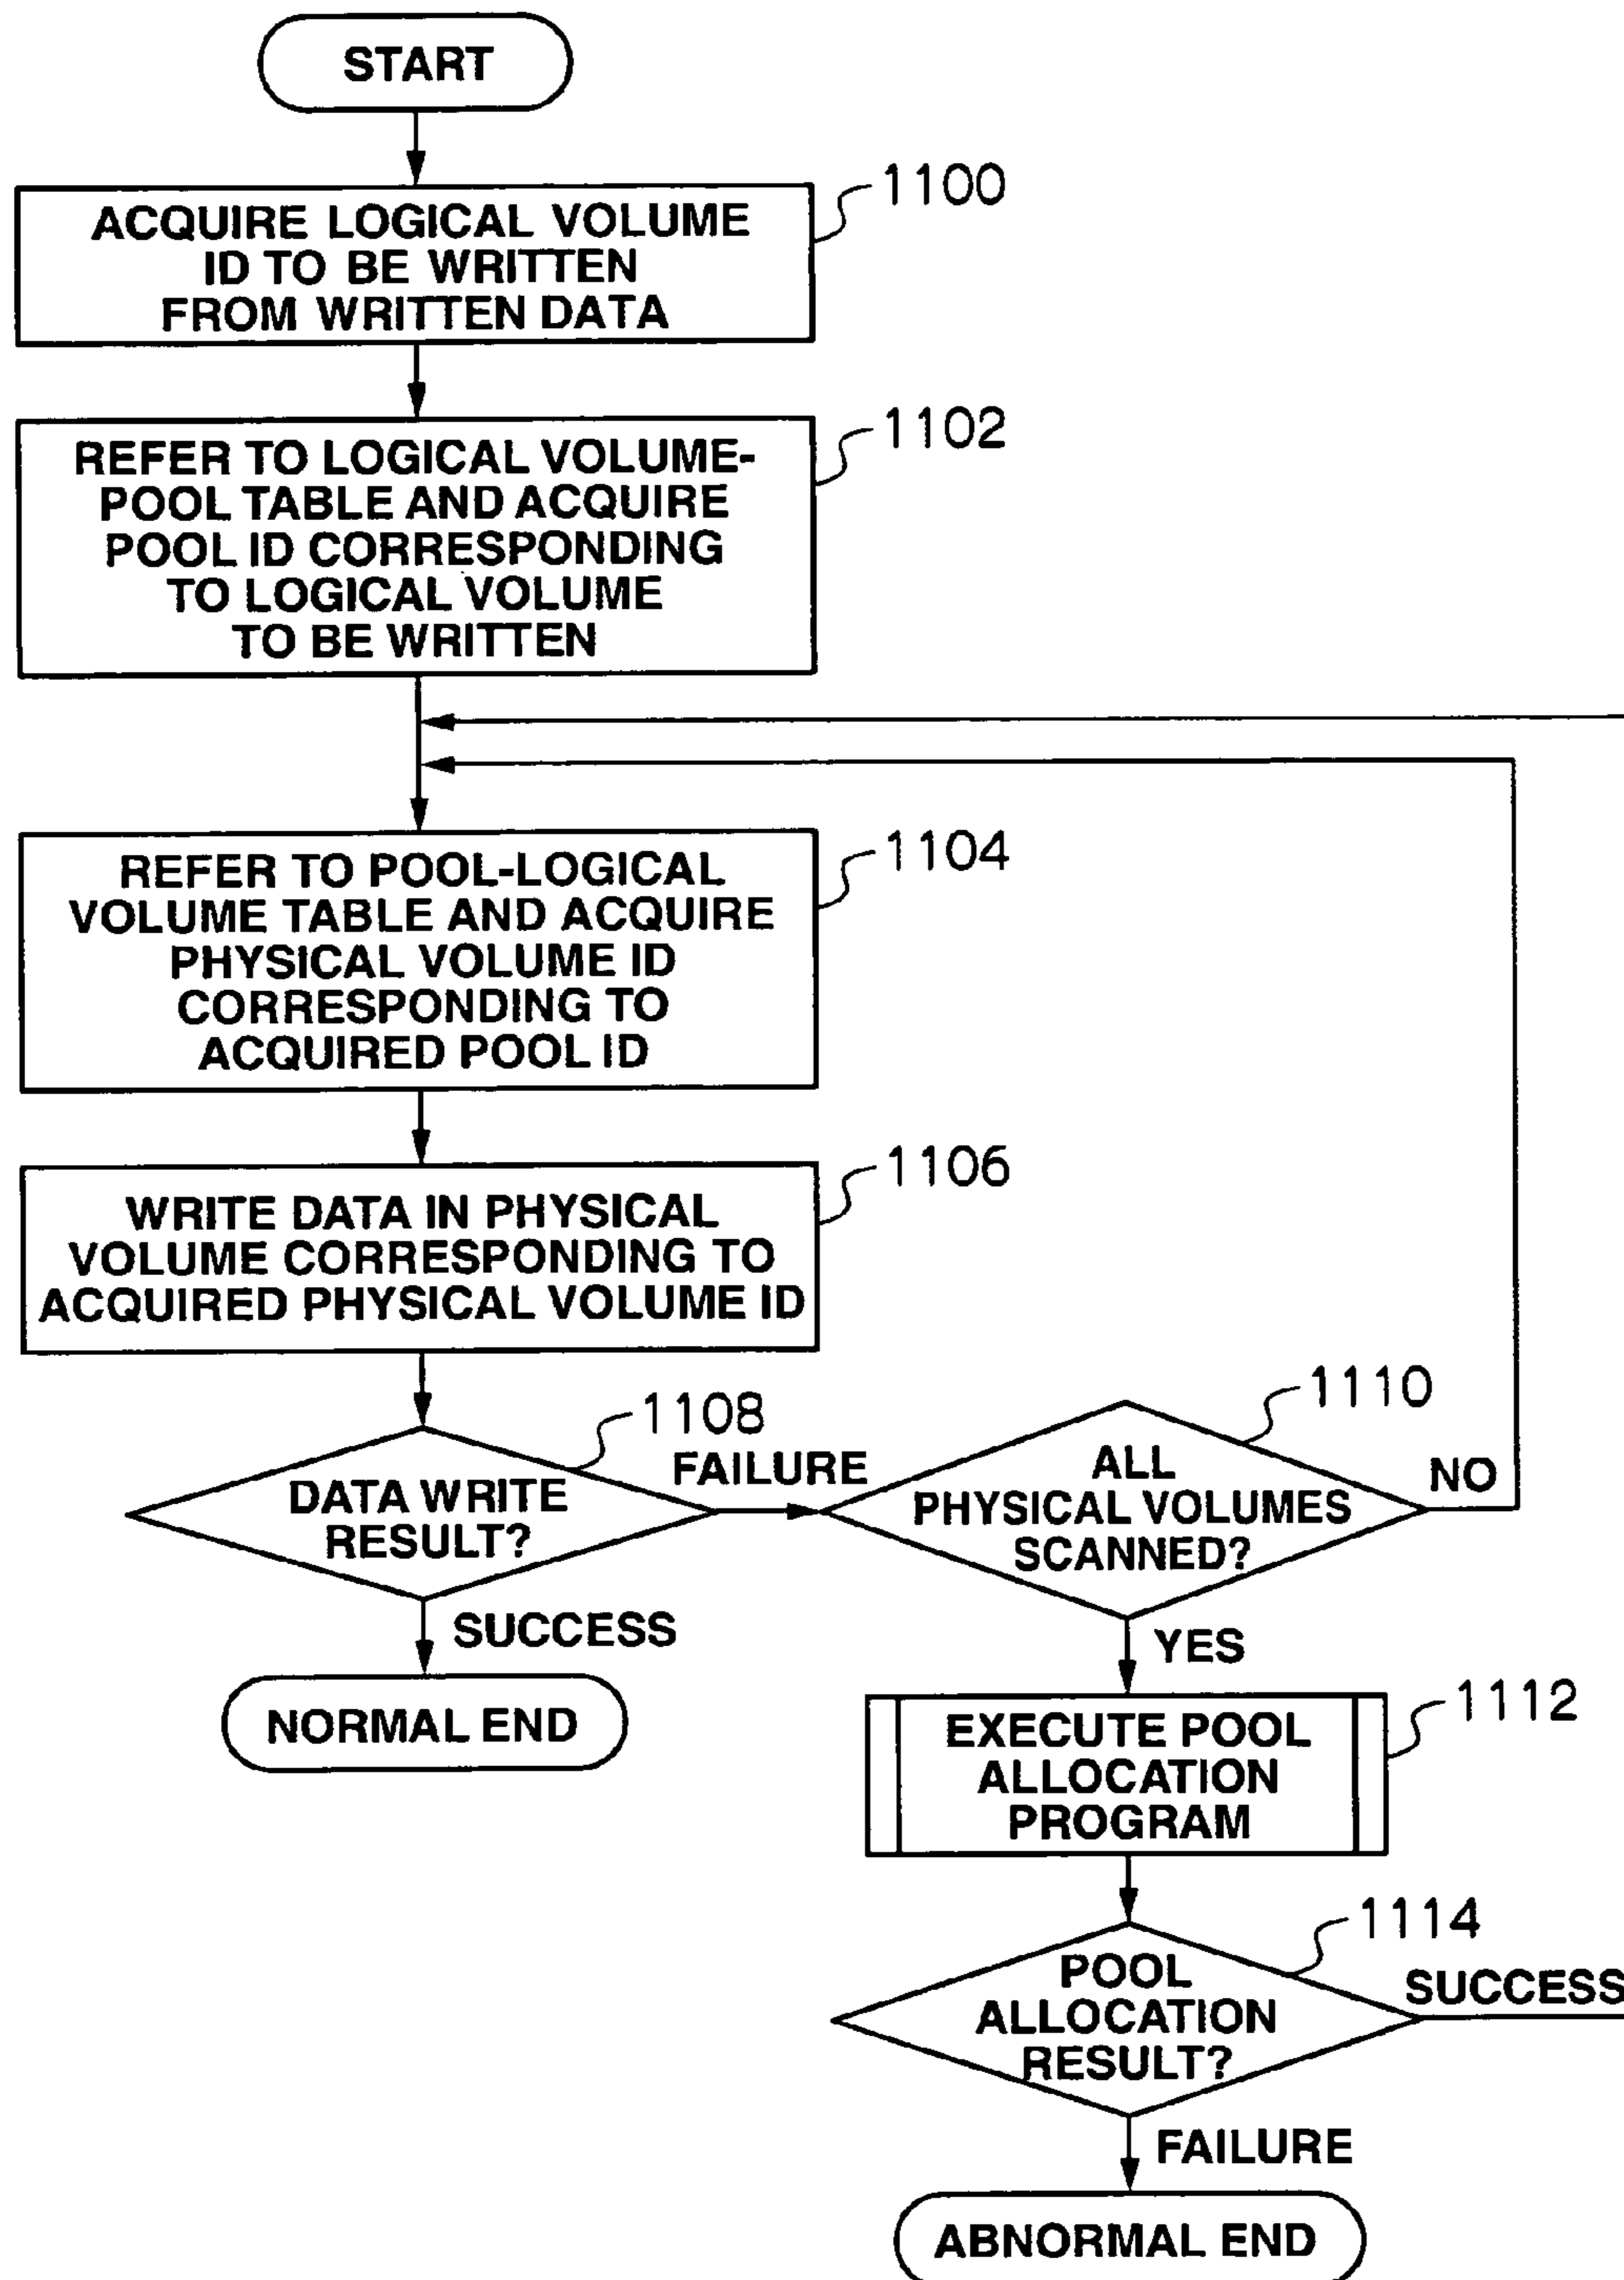 START
1100
ACQUIRE LOGICAL VOLUME
ID TO BE WRITTEN
FROM WRITTEN DATA
1102
REFER TO LOGICAL VOLUME-
POOL TABLE AND ACQUIRE
POOL ID CORRESPONDING
TO LOGICAL VOLUME
TO BE WRITTEN
1104
REFER TO POOL-LOGICAL
VOLUME TABLE AND ACQUIRE
PHYSICAL VOLUME ID
CORRESPONDING TO
ACQUIRED POOL ID
1106
WRITE DATA IN PHYSICAL
VOLUME CORRESPONDING TO
ACQUIRED PHYSICAL VOLUME ID
1108
DATA WRITE
RESULT?
FAILURE
SUCCESS
NORMAL END
1110
ALL
PHYSICAL VOLUMES
SCANNED?
NO
YES
1112
EXECUTE POOL
ALLOCATION
PROGRAM
1114
POOL
ALLOCATION
RESULT?
SUCCESS
FAILURE
ABNORMAL END